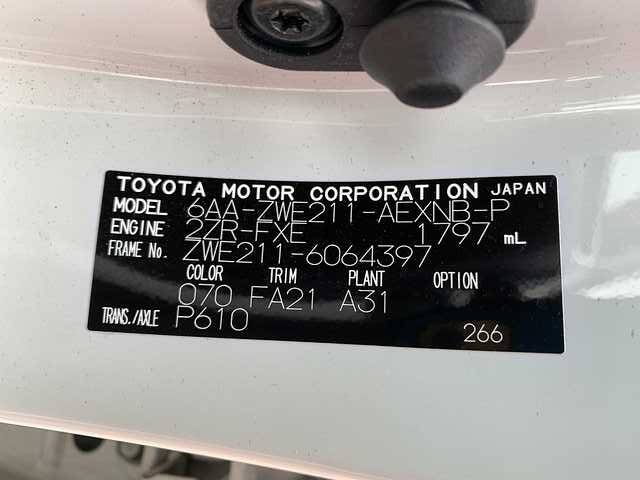 TOYOTA MOTOR CORPORATION JAPAN
MODEL 6AA-ZWE211-AEXNB-P
ENGINE 2ZR-FXE 1797 mL
FRAME No. ZWE211-6064397
COLOR TRIM PLANT OPTION
070 FA21 A31
TRANS./AXLE P610 266